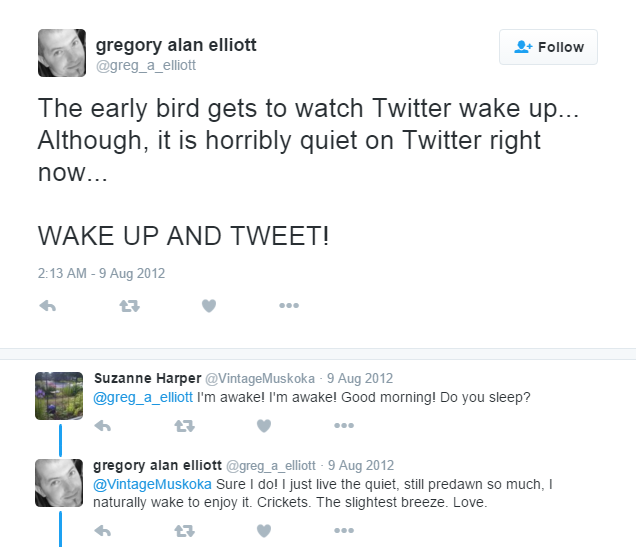 gregory alan elliott
@greg_a_elliott
Follow
The early bird gets to watch Twitter wake up...
Although, it is horribly quiet on Twitter right
now...
WAKE UP AND TWEET!
2:13 AM - 9 Aug 2012
Suzanne Harper @VintageMuskoka · 9 Aug 2012
@greg_a_elliott I'm awake! I'm awake! Good morning! Do you sleep?
gregory alan elliott @greg_a_elliott · 9 Aug 2012
@VintageMuskoka Sure I do! I just live the quiet, still predawn so much, I
naturally wake to enjoy it. Crickets. The slightest breeze. Love.